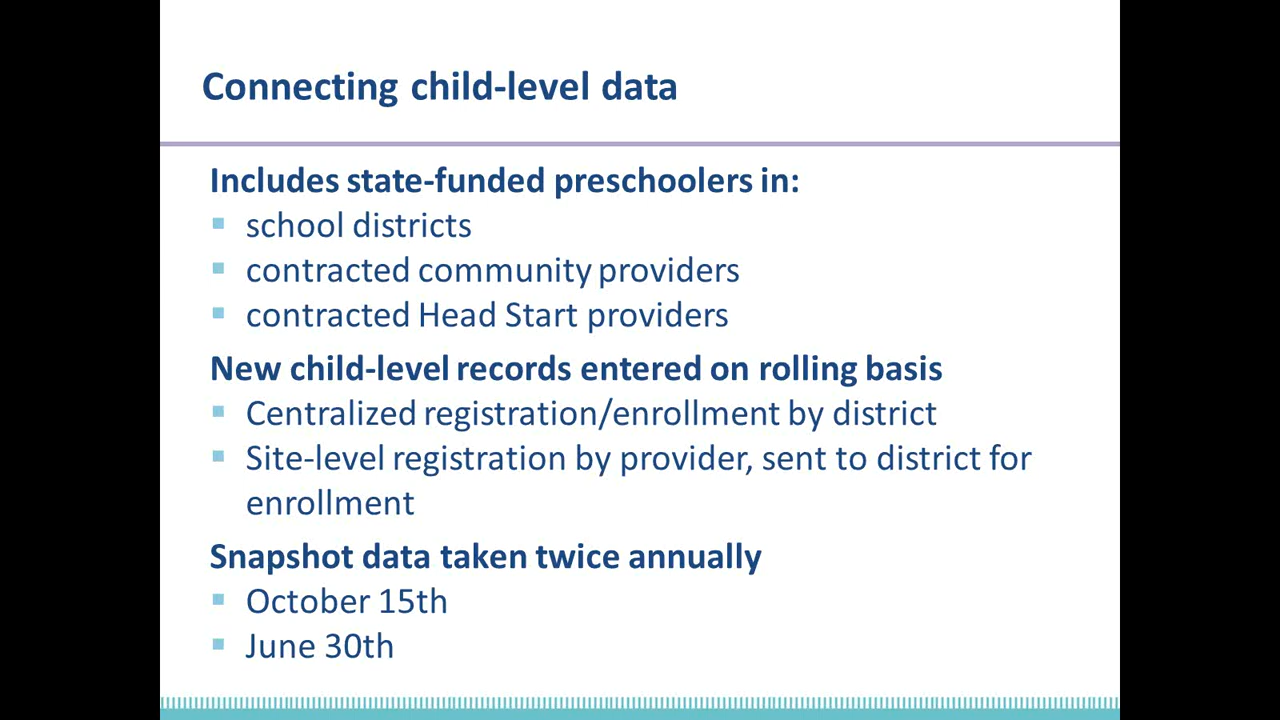 Connecting child-level data
Includes state-funded preschoolers in:
school districts
contracted community providers
contracted Head Start providers
New child-level records entered on rolling basis
Centralized registration/enrollment by district
Site-level registration by provider, sent to district for
enrollment
Snapshot data taken twice annually
October 15th
June 30th